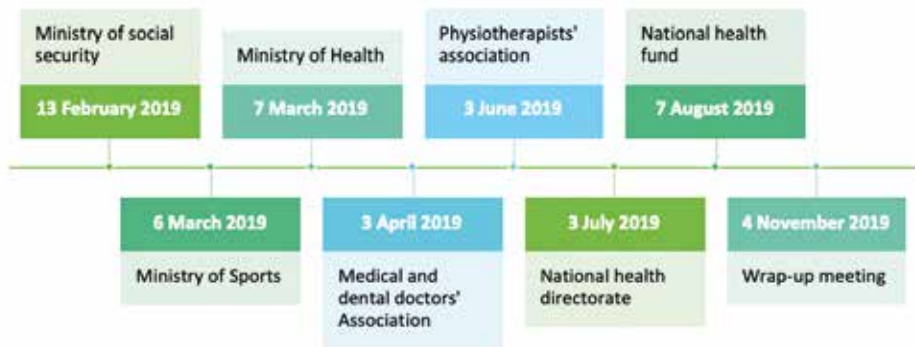 Ministry of social
security
13 February 2019
Ministry of Health
7 March 2019
Physiotherapists'
association
3 June 2019
National health
fund
7 August 2019
6 March 2019
Ministry of Sports
3 April 2019
Medical and
dental doctors'
Association
3 July 2019
National health
directorate
4 November 2019
Wrap-up meeting